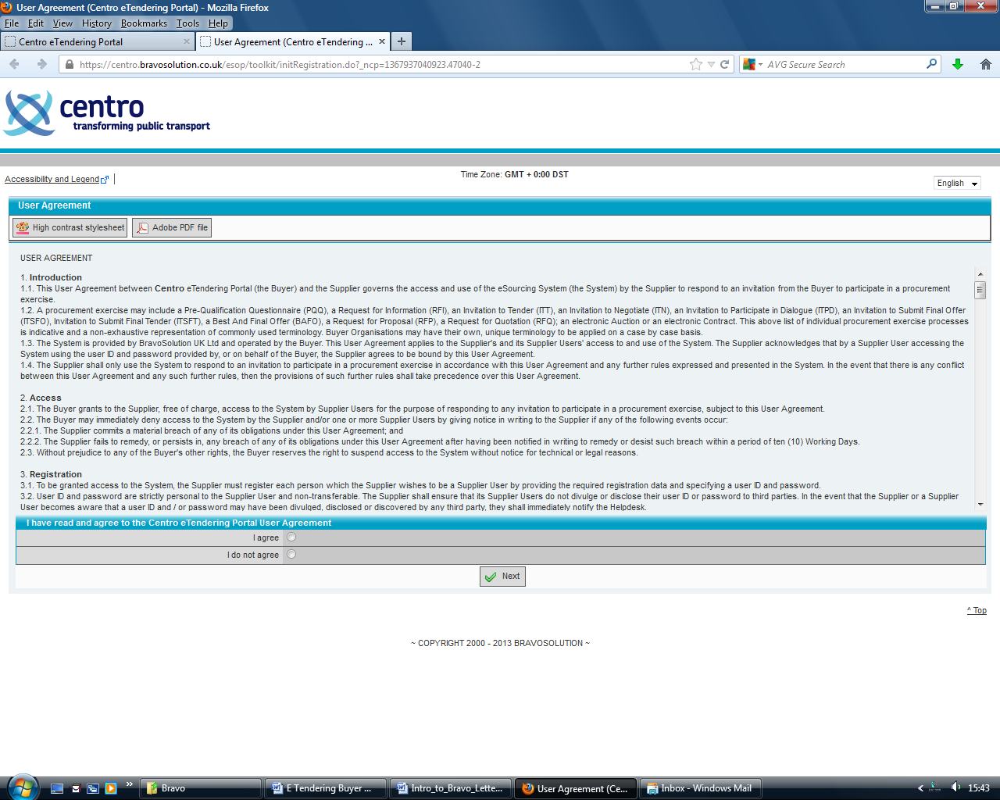 User Agreement (Centro eTendering Portal) - Mozilla Firefox
File Edit View History Bookmarks Tools Help
Centro eTendering Portal × User Agreement (Centro eTendering ... × +
https://centro.bravosolution.co.uk/esop/toolkit/initRegistration.do?_ncp=1367937040923.47040-2 AVG Secure Search
centro
transforming public transport
Accessibility and Legend Time Zone: GMT + 0:00 DST
English
User Agreement
High contrast stylesheet Adobe PDF file
USER AGREEMENT
1. Introduction
1.1. This User Agreement between Centro eTendering Portal (the Buyer) and the Supplier governs the access and use of the eSourcing System (the System) by the Supplier to respond to an invitation from the Buyer to participate in a procurement
exercise.
1.2. A procurement exercise may include a Pre-Qualification Questionnaire (PQQ), a Request for Information (RFI), an Invitation to Tender (ITT), an Invitation to Negotiate (ITN), an Invitation to Participate in Dialogue (ITPD), an Invitation to Submit Final Offer
(ITSFO), Invitation to Submit Final Tender (ITSFT), a Best And Final Offer (BAFO), a Request for Proposal (RFP), a Request for Quotation (RFQ); an electronic Auction or an electronic Contract. This above list of individual procurement exercise processes
is indicative and a non-exhaustive representation of commonly used terminology. Buyer Organisations may have their own, unique terminology to be applied on a case by case basis.
1.3. The System is provided by BravoSolution UK Ltd and operated by the Buyer. This User Agreement applies to the Supplier's and its Supplier Users' access to and use of the System. The Supplier acknowledges that by a Supplier User accessing the
System using the user ID and password provided by, or on behalf of the Buyer, the Supplier agrees to be bound by this User Agreement.
1.4. The Supplier shall only use the System to respond to an invitation to participate in a procurement exercise in accordance with this User Agreement and any further rules expressed and presented in the System. In the event that there is any conflict
between this User Agreement and any such further rules, then the provisions of such further rules shall take precedence over this User Agreement.
2. Access
2.1. The Buyer grants to the Supplier, free of charge, access to the System by Supplier Users for the purpose of responding to any invitation to participate in a procurement exercise, subject to this User Agreement.
2.2. The Buyer may immediately deny access to the System by the Supplier and/or one or more Supplier Users by giving notice in writing to the Supplier if any of the following events occur:
2.2.1. The Supplier commits a material breach of any of its obligations under this User Agreement; and
2.2.2. The Supplier fails to remedy, or persists in, any breach of any of its obligations under this User Agreement after having been notified in writing to remedy or desist such breach within a period of ten (10) Working Days.
2.3. Without prejudice to any of the Buyer's other rights, the Buyer reserves the right to suspend access to the System without notice for technical or legal reasons.
3. Registration
3.1. To be granted access to the System, the Supplier must register each person which the Supplier wishes to be a Supplier User by providing the required registration data and specifying a user ID and password.
3.2. User ID and password are strictly personal to the Supplier User and non-transferable. The Supplier shall ensure that its Supplier Users do not divulge or disclose their user ID or password to third parties. In the event that the Supplier or a Supplier
User becomes aware that a user ID and / or password may have been divulged, disclosed or discovered by any third party, they shall immediately notify the Helpdesk.
I have read and agree to the Centro eTendering Portal User Agreement
I agree
I do not agree
Next
^ Top
~ COPYRIGHT 2000 - 2013 BRAVOSOLUTION ~
» Bravo E Tendering Buyer ... Intro_to_Bravo_Lette... User Agreement (Ce... Inbox - Windows Mail < 15:43